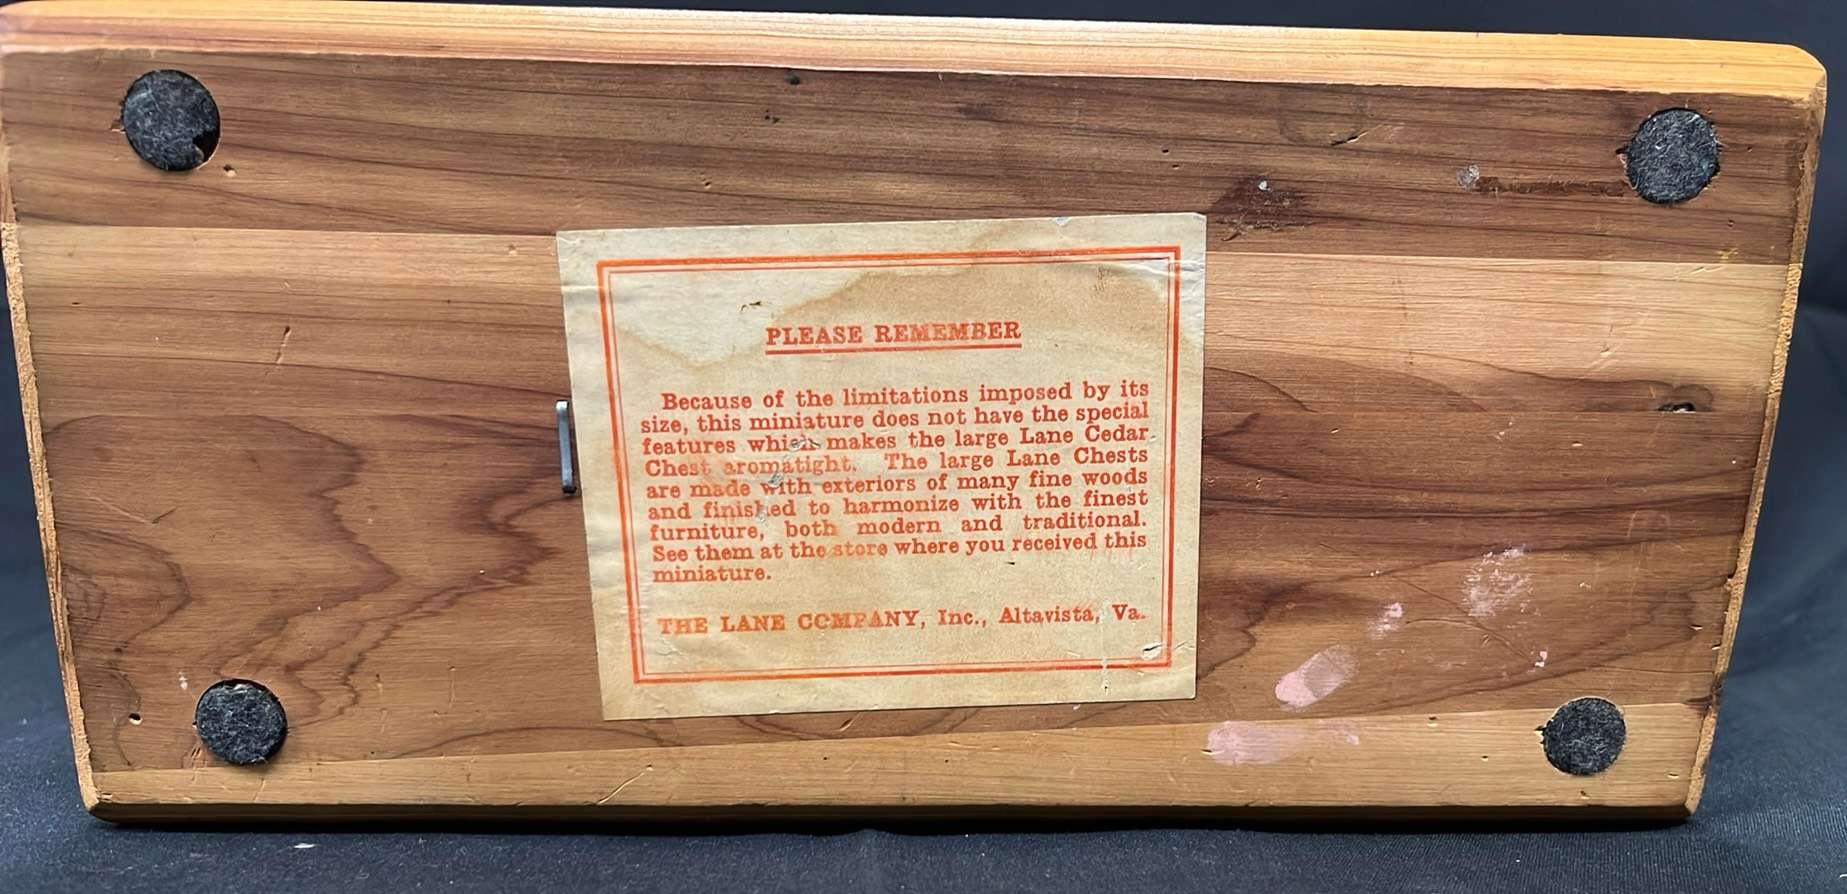 PLEASE REMEMBER
Because of the limitations imposed by its
size, this miniature does not have the special
features which makes the large Lane Cedar
Chest aromatight. The large Lane Chests
are made with exteriors of many fine woods
and finished to harmonize with the finest
furniture, both modern and traditional.
See them at the store where you received this
miniature.
THE LANE COMPANY, Inc., Altavista, Va.